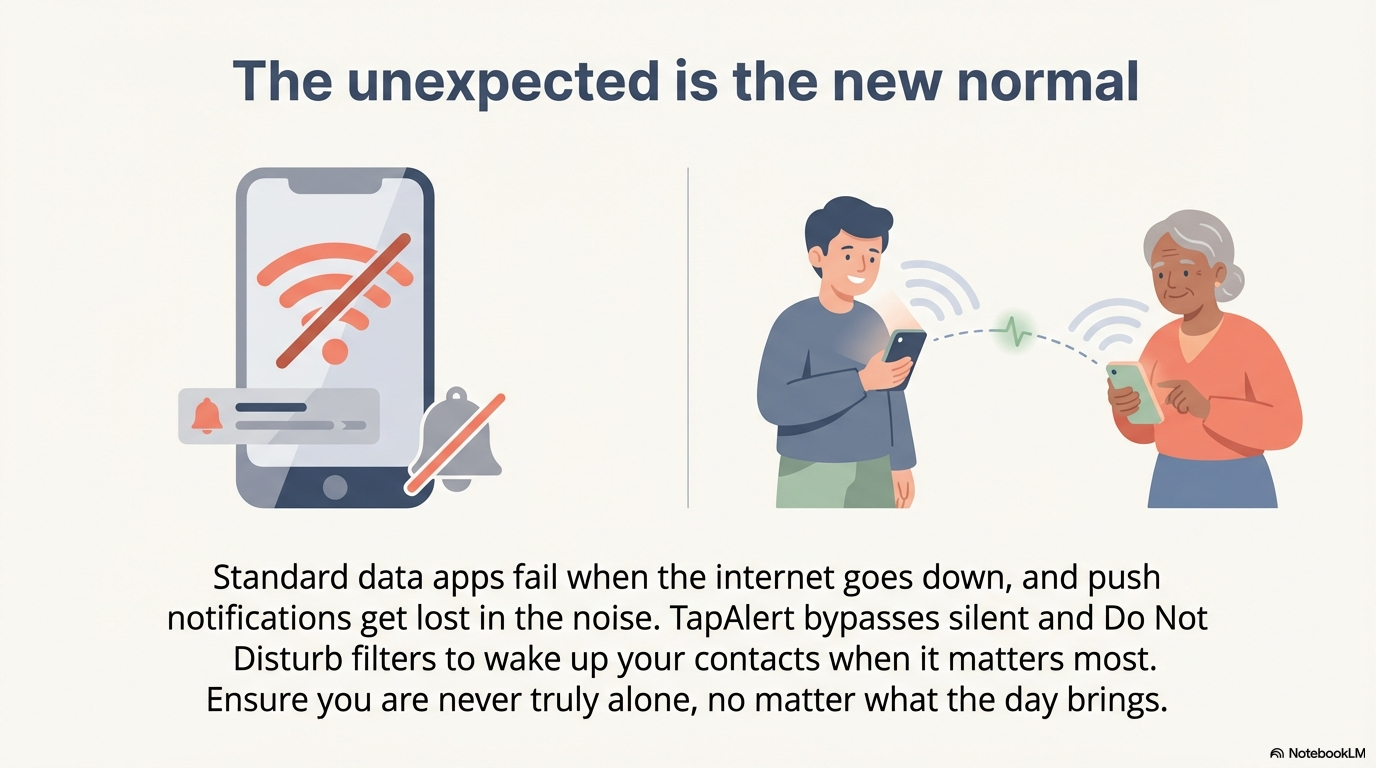 The unexpected is the new normal
Standard data apps fail when the internet goes down, and push
notifications get lost in the noise. TapAlert bypasses silent and Do Not
Disturb filters to wake up your contacts when it matters most.
Ensure you are never truly alone, no matter what the day brings.
NotebookLM